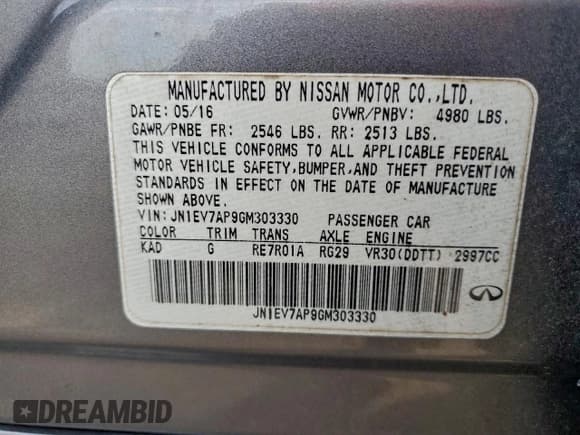 MANUFACTURED BY NISSAN MOTOR CO.,LTD.
DATE: 05/16 GVWR/PNBV: 4980 LBS.
GAWR/PNBE FR: 2546 LBS. RR: 2513 LBS.
THIS VEHICLE CONFORMS TO ALL APPLICABLE FEDERAL
MOTOR VEHICLE SAFETY,BUMPER,AND THEFT PREVENTION
STANDARDS IN EFFECT ON THE DATE OF MANUFACTURE
SHOWN ABOVE.
VIN: JN1EV7AP9GM303330 PASSENGER CAR
COLOR TRIM TRANS AXLE ENGINE
KAD G RE7R01A RG29 VR30(DDTT) 2997CC
JN1EV7AP9GM303330
DREAMBID